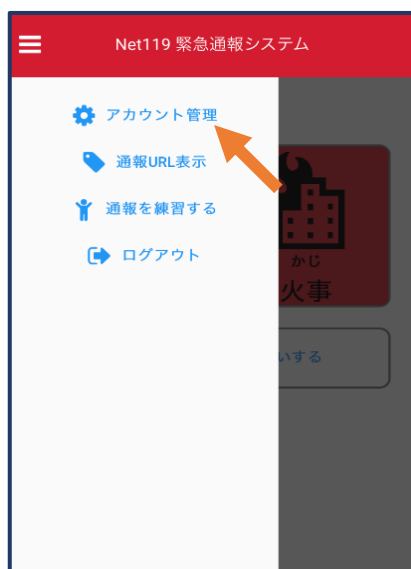 Net119 緊急通報システム
アカウント管理
通報URL表示
通報を練習する
ログアウト
かじ
火事
いする